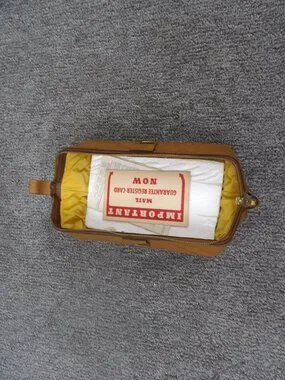 IMPORTANT
MAIL
GUARANTEE REGISTER CARD
NOW